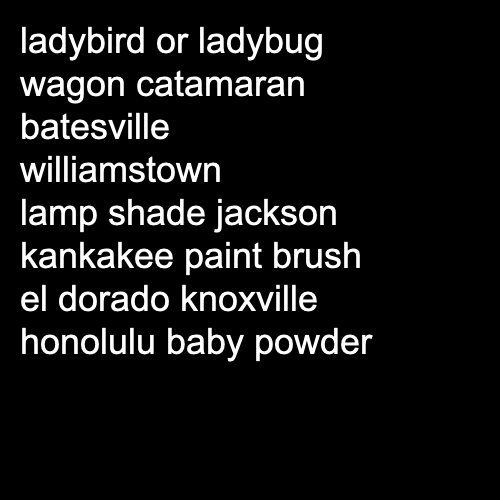 ladybird or ladybug
wagon catamaran
batesville
williamstown
lamp shade jackson
kankakee paint brush
el dorado knoxville
honolulu baby powder